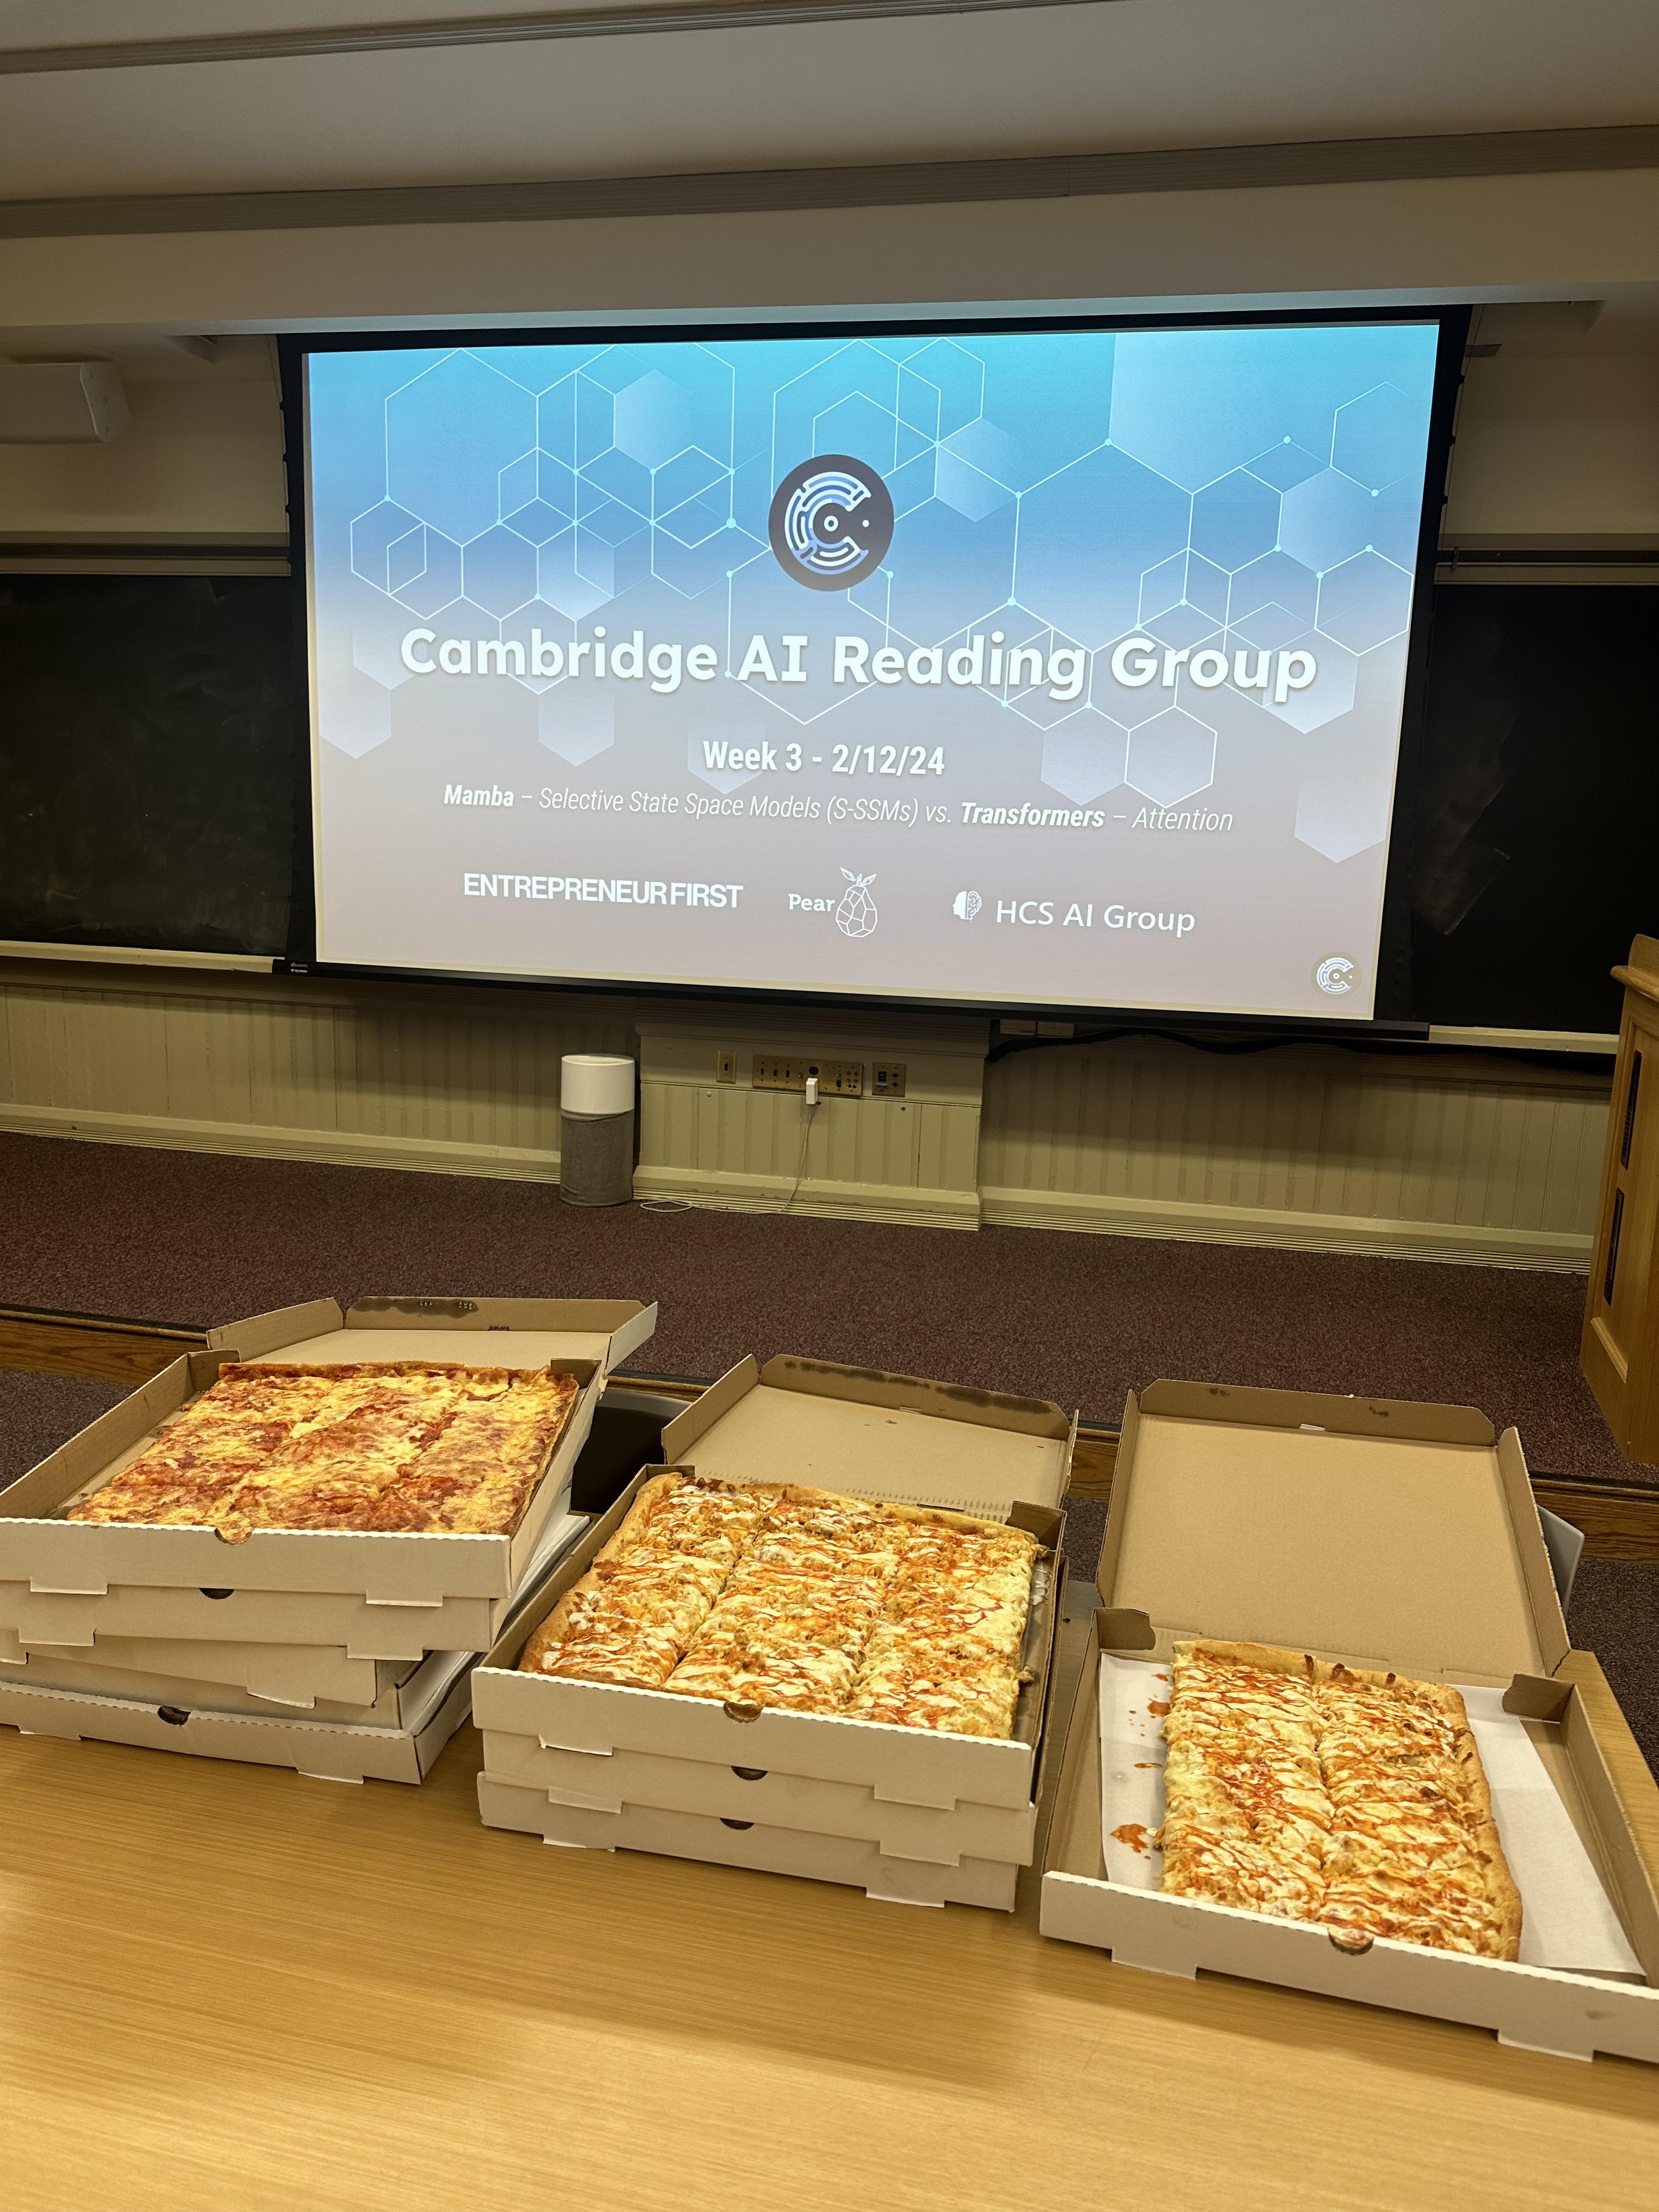 Cambridge AI Reading Group
Week 3 - 2/12/24
Mamba – Selective State Space Models (S-SSMs) vs. Transformers – Attention
ENTREPRENEUR FIRST
Pear
HCS AI Group